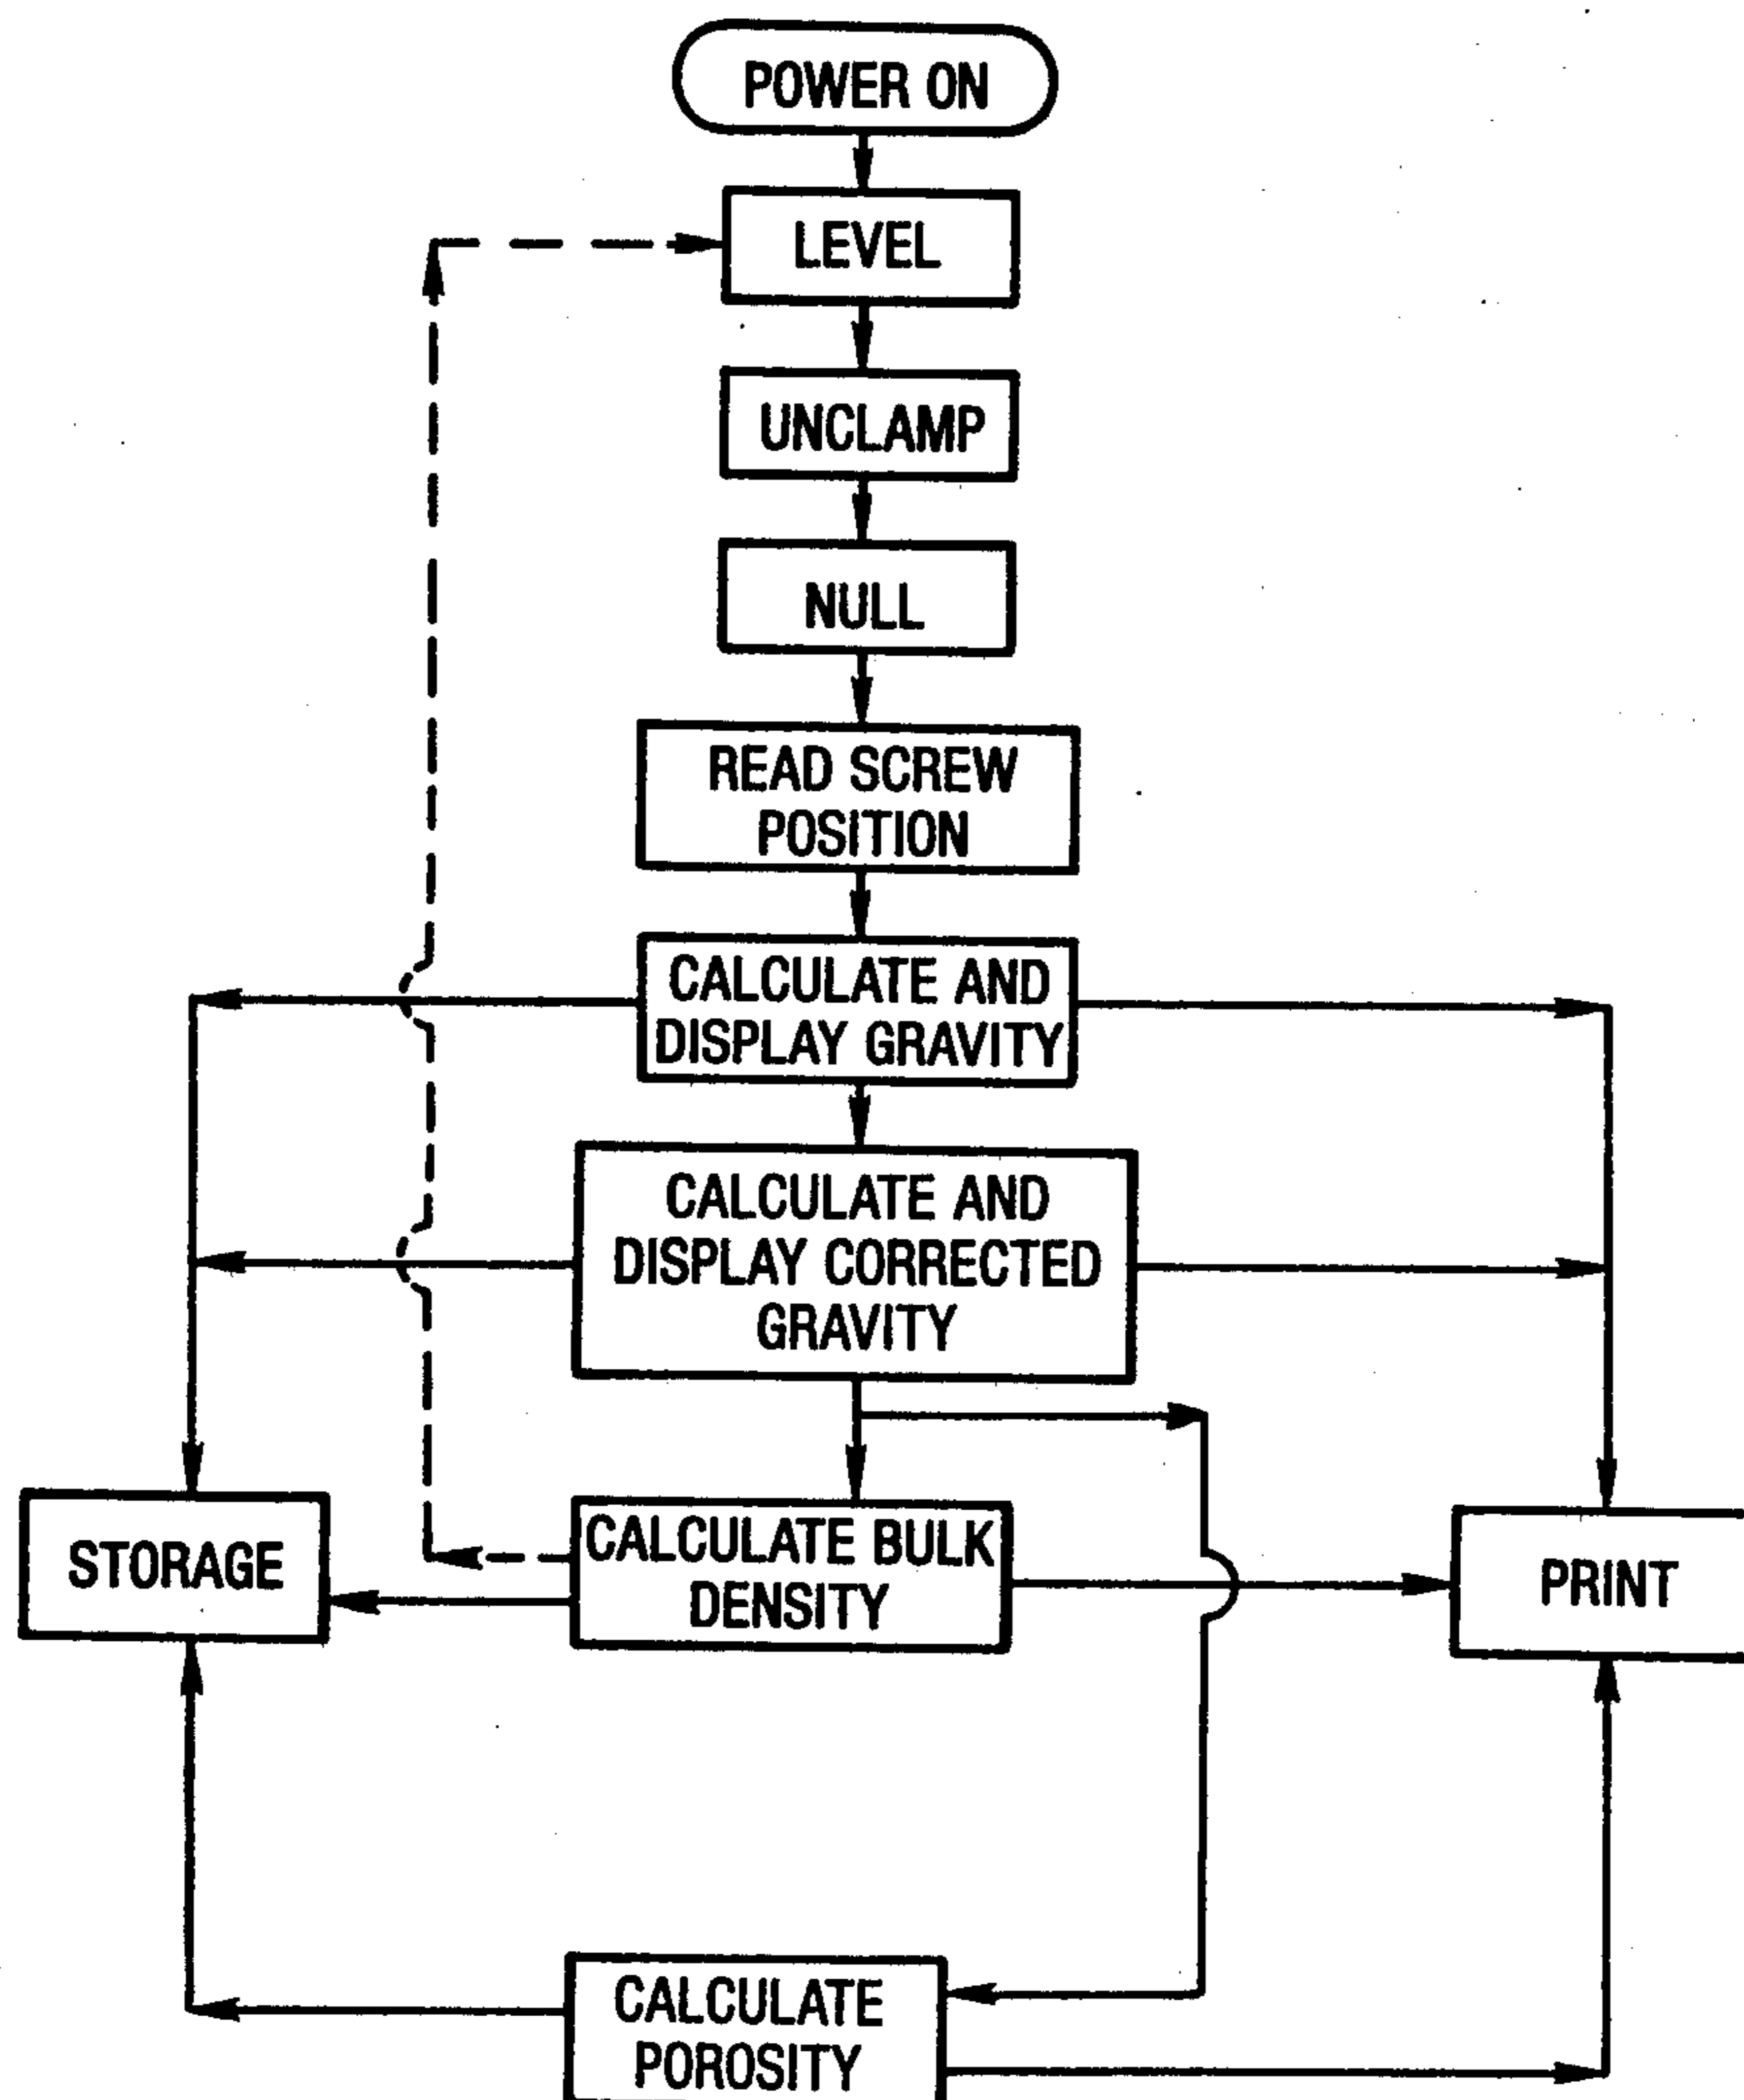 POWER ON
LEVEL
UNCLAMP
NULL
READ SCREW
POSITION
CALCULATE AND
DISPLAY GRAVITY
CALCULATE AND
DISPLAY CORRECTED
GRAVITY
STORAGE
CALCULATE BULK
DENSITY
PRINT
CALCULATE
POROSITY